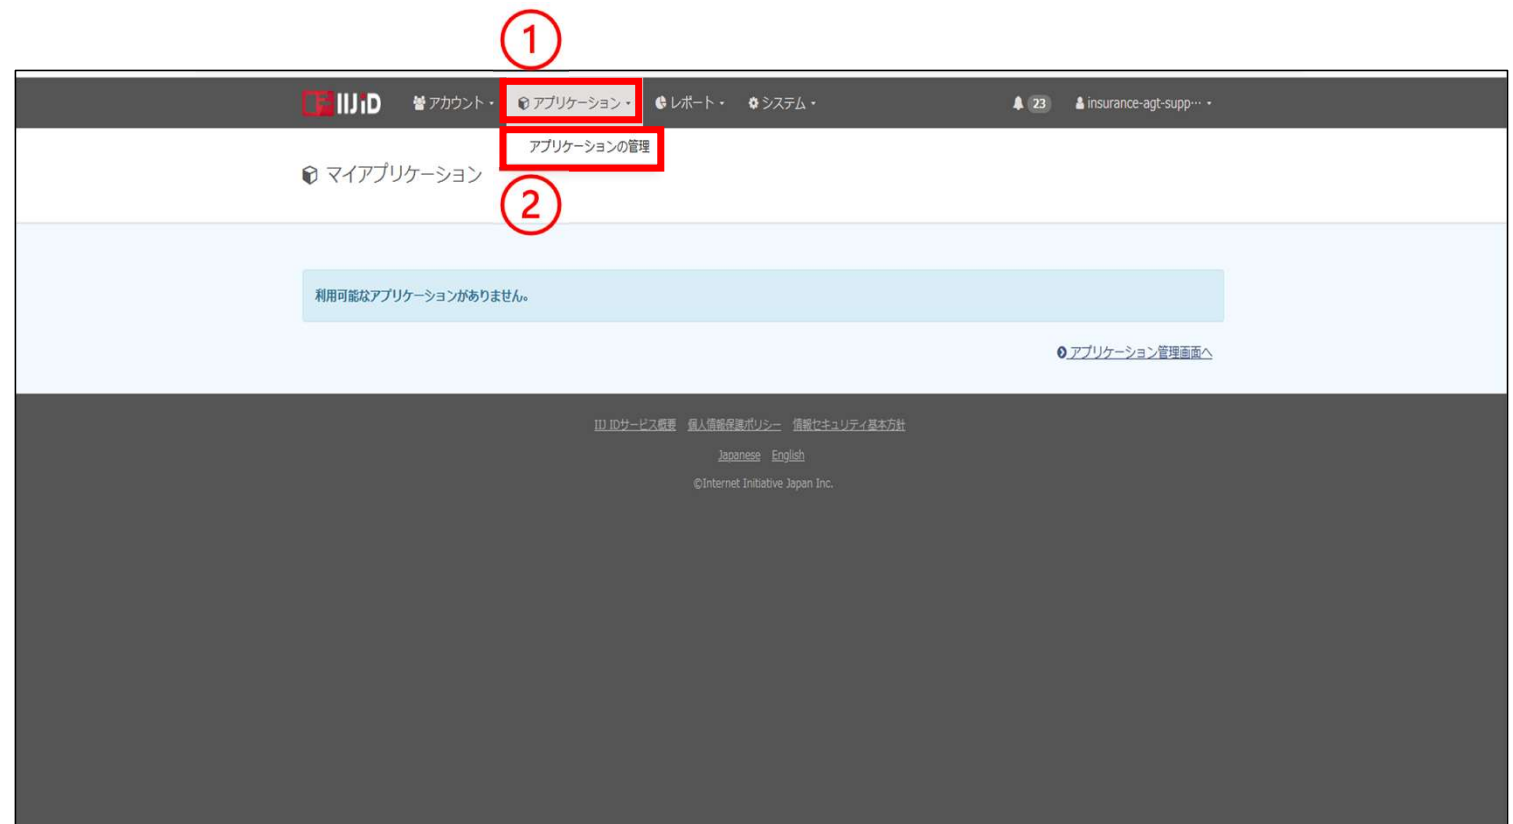 ①
IIJ iD アカウント アプリケーション レポート システム 23 insurance-agt-supp…
アプリケーションの管理
マイアプリケーション
②
利用可能なアプリケーションがありません。
アプリケーション管理画面へ
IIJ IDサービス概要 個人情報保護ポリシー 情報セキュリティ基本方針
Japanese English
©Internet Initiative Japan Inc.